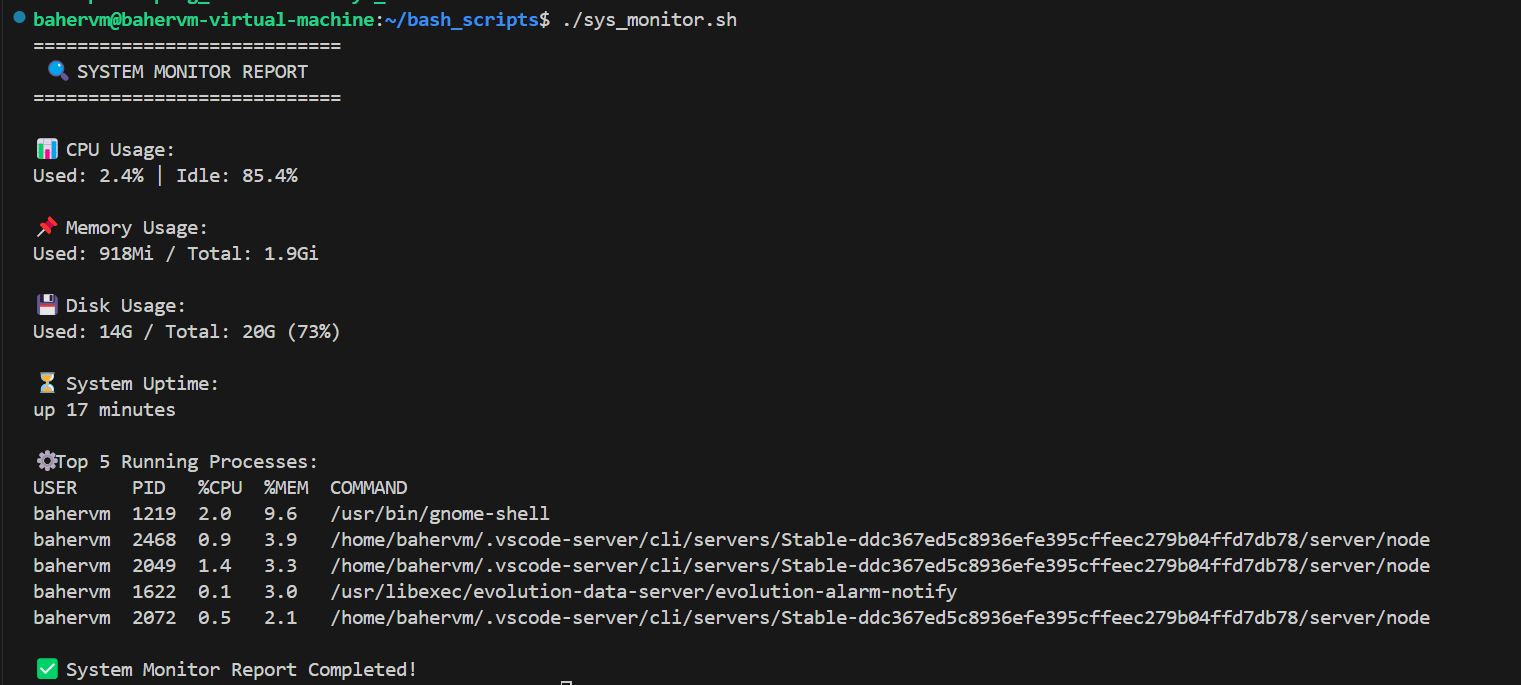 bahervm@bahervm-virtual-machine:~/bash_scripts$ ./sys_monitor.sh
============================
🔍 SYSTEM MONITOR REPORT
============================
📊 CPU Usage:
Used: 2.4% | Idle: 85.4%
📌 Memory Usage:
Used: 918Mi / Total: 1.9Gi
💾 Disk Usage:
Used: 14G / Total: 20G (73%)
⏳ System Uptime:
up 17 minutes
⚙️Top 5 Running Processes:
USER PID %CPU %MEM COMMAND
bahervm 1219 2.0 9.6 /usr/bin/gnome-shell
bahervm 2468 0.9 3.9 /home/bahervm/.vscode-server/cli/servers/Stable-ddc367ed5c8936efe395cffeec279b04ffd7db78/server/node
bahervm 2049 1.4 3.3 /home/bahervm/.vscode-server/cli/servers/Stable-ddc367ed5c8936efe395cffeec279b04ffd7db78/server/node
bahervm 1622 0.1 3.0 /usr/libexec/evolution-data-server/evolution-alarm-notify
bahervm 2072 0.5 2.1 /home/bahervm/.vscode-server/cli/servers/Stable-ddc367ed5c8936efe395cffeec279b04ffd7db78/server/node
✅ System Monitor Report Completed!